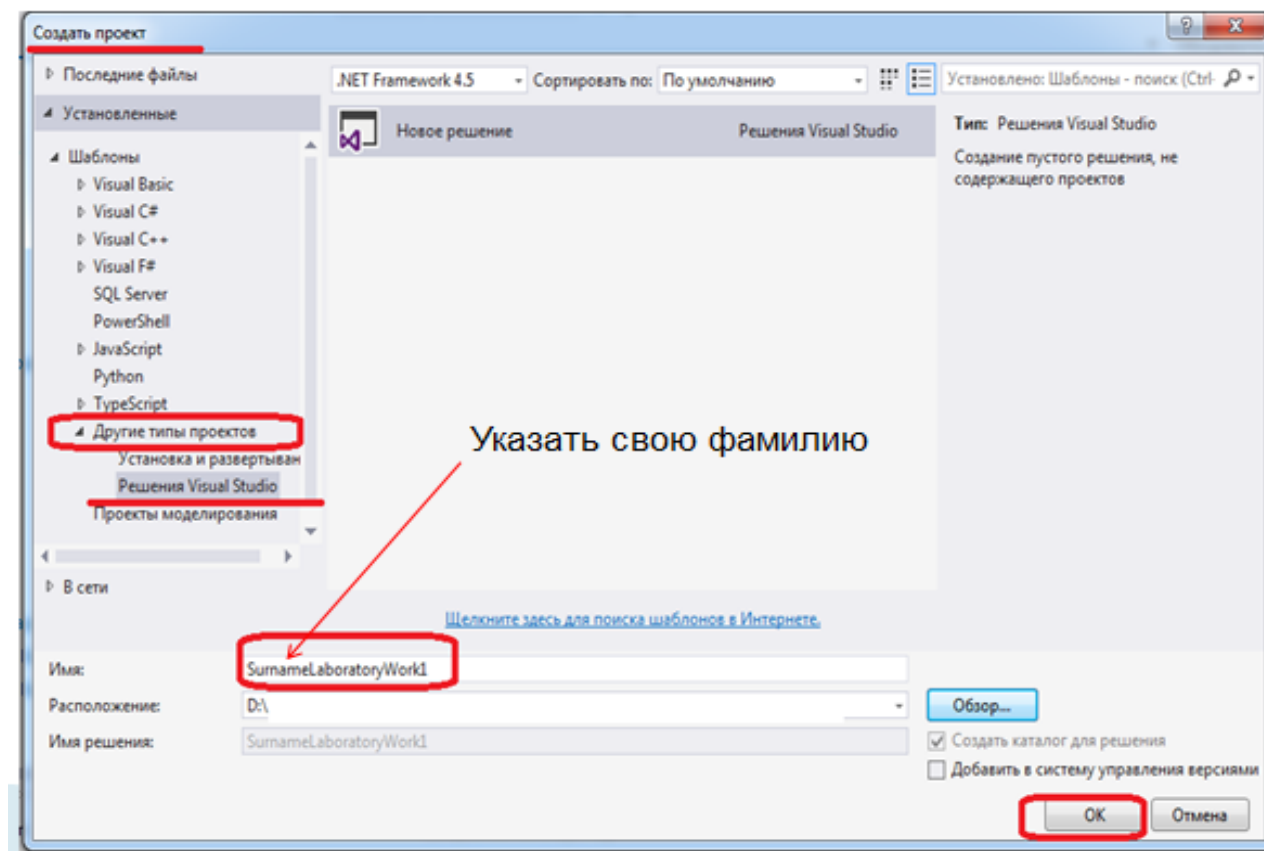 Создать проект
Последние файлы
Установленные
Шаблоны
Visual Basic
Visual C#
Visual C++
Visual F#
SQL Server
PowerShell
JavaScript
Python
TypeScript
Другие типы проектов
Установка и развертыван
Решения Visual Studio
Проекты моделирования
В сети
.NET Framework 4.5 Сортировать по: По умолчанию
Новое решение Решения Visual Studio
Указать свою фамилию
Щелкните здесь для поиска шаблонов в Интернете.
Установлено: Шаблоны - поиск (Ctrl-
Тип: Решения Visual Studio
Создание пустого решения, не
содержащего проектов
Имя: SurnameLaboratoryWork1
Расположение: D:\ Обзор...
Имя решения: SurnameLaboratoryWork1
Создать каталог для решения
Добавить в систему управления версиями
OK Отмена